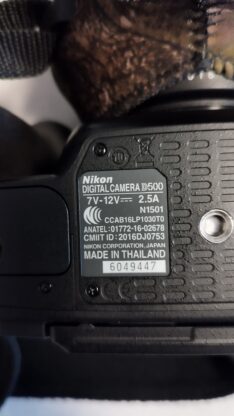 Nikon
DIGITAL CAMERA D500
7V-12V⎓ 2.5A
N1501
CCAB16LP1030T0
ANATEL:01772-16-02678
CMIIT ID : 2016DJ0753
NIKON CORPORATION, JAPAN
MADE IN THAILAND
6049447